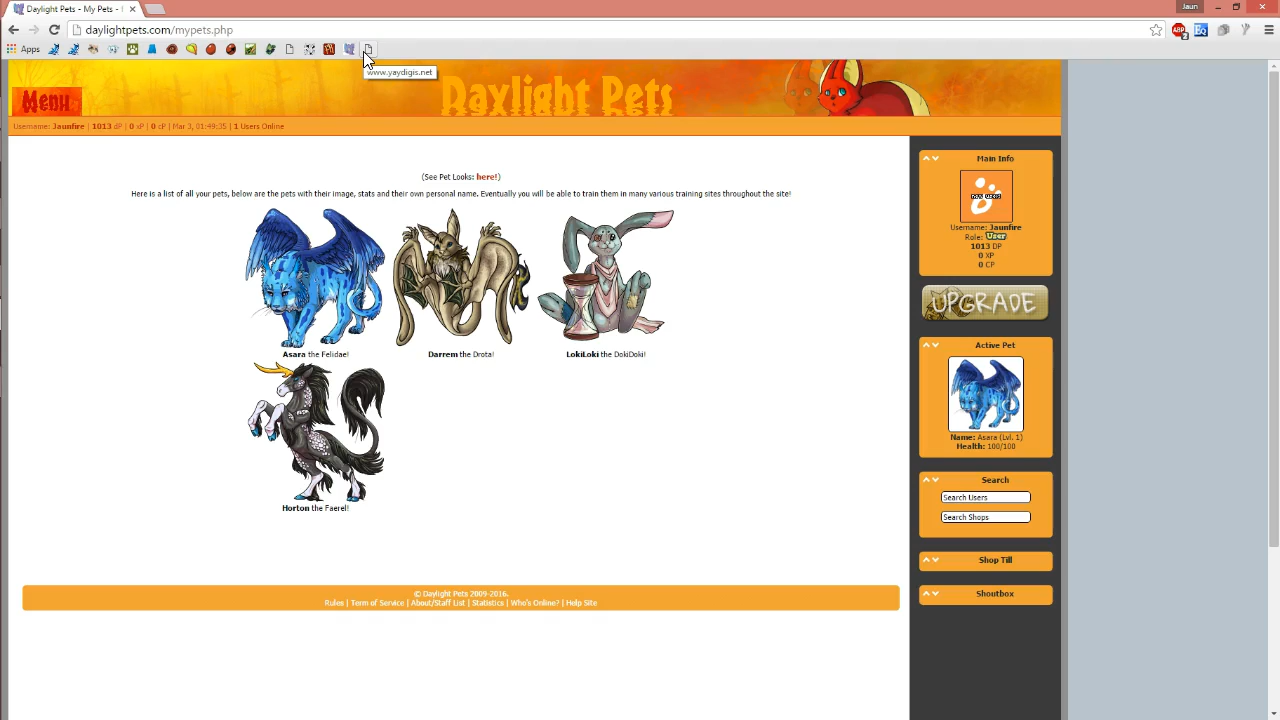 Daylight Pets - My Pets -
Jaun
daylightpets.com/mypets.php
Apps
www.yaydigis.net
Menu
Daylight Pets
Username: Jaunfire | 1013 dP | 0 xP | 0 cP | Mar 3, 01:49:35 | 1 Users Online
(See Pet Looks: here!)
Here is a list of all your pets, below are the pets with their image, stats and their own personal name. Eventually you will be able to train them in many various training sites throughout the site!
Asara the Felidae!
Darrem the Drota!
LokiLoki the DokiDoki!
Horton the Faerel!
Main Info
Username: Jaunfire
Role: User
1013 DP
0 XP
0 CP
UPGRADE
Active Pet
Name: Asara (Lvl. 1)
Health: 100/100
Search
Search Users
Search Shops
Shop Till
Shoutbox
© Daylight Pets 2009-2016.
Rules | Term of Service | About/Staff List | Statistics | Who's Online? | Help Site